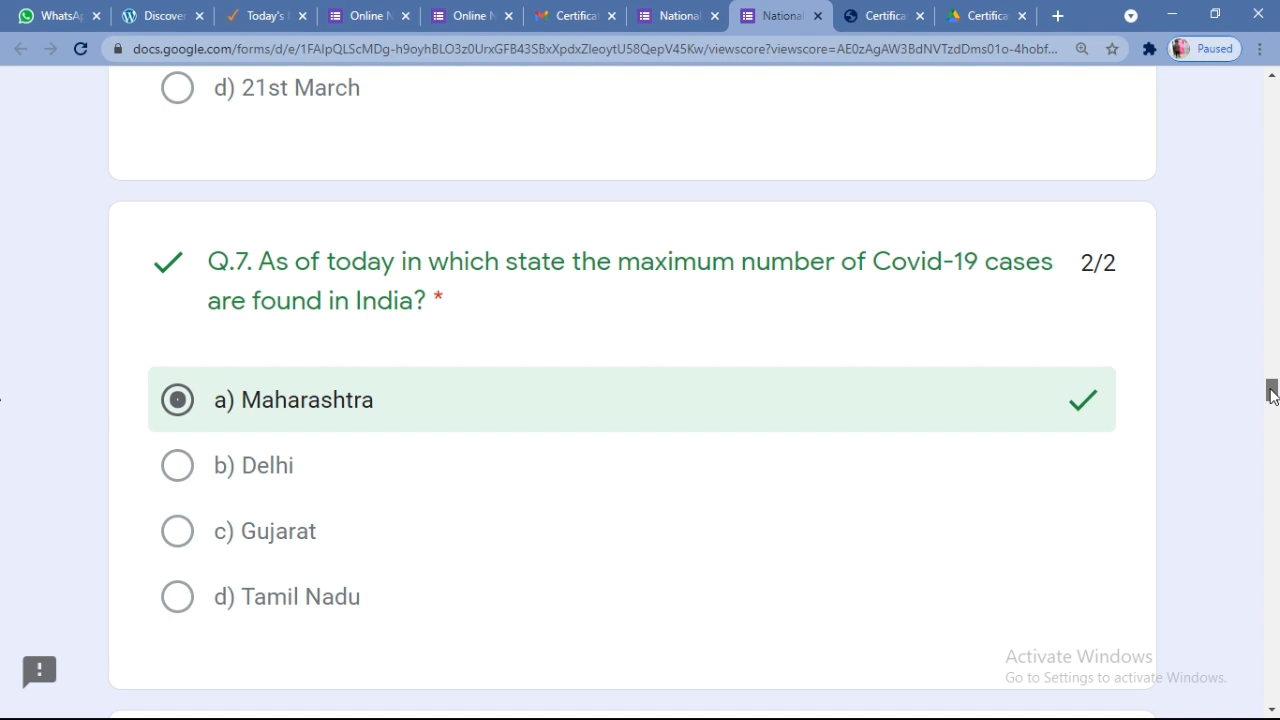 WhatsA
Discover
Today's
Online N
Online N
Certifica
National
National
Certifica
Certifica
docs.google.com/forms/d/e/1FAIpQLScMDg-h9oyhBLO3z0UrxGFB43SBxXpdxZIeoytU58QepV45Kw/viewscore?viewscore=AE0zAgAW3BdNVTzdDms01o-4hobf...
Paused
d) 21st March
Q.7. As of today in which state the maximum number of Covid-19 cases 2/2
are found in India? *
a) Maharashtra
b) Delhi
c) Gujarat
d) Tamil Nadu
Activate Windows
Go to Settings to activate Windows.